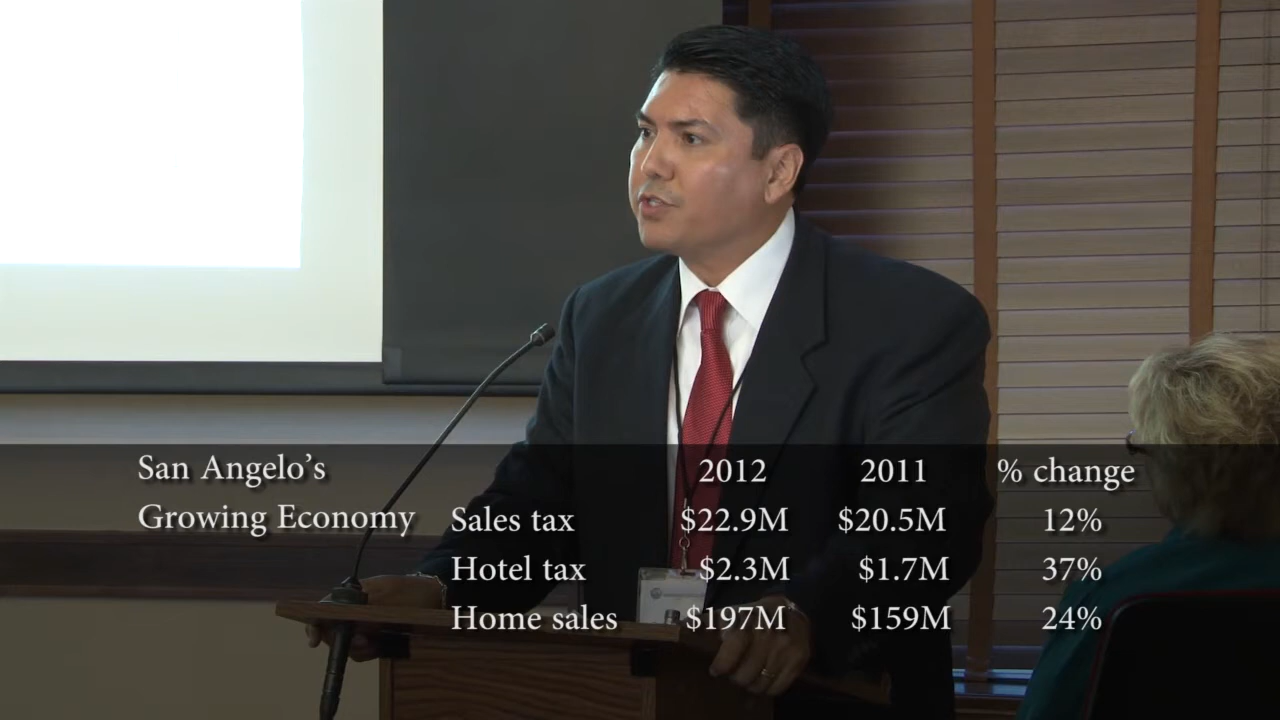 San Angelo's 2012 2011 % change
Growing Economy Sales tax $22.9M $20.5M 12%
Hotel tax $2.3M $1.7M 37%
Home sales $197M $159M 24%